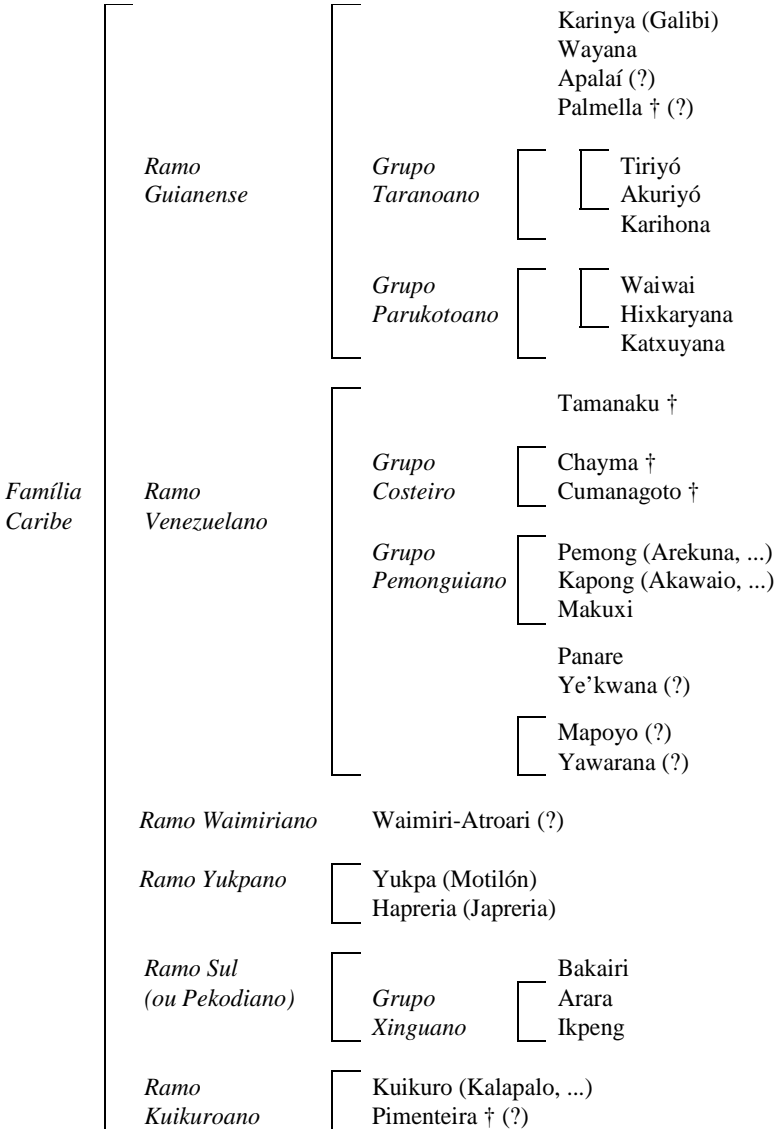 Karinya (Galibi)
Wayana
Apalaí (?)
Palmella † (?)
Ramo Grupo Tiriyó
Guianense Taranoano Akuriyó
Karihona
Grupo Waiwai
Parukotoano Hixkaryana
Katxuyana
Tamanaku †
Grupo Chayma †
Família Ramo Costeiro Cumanagoto †
Caribe Venezuelano
Grupo Pemong (Arekuna, ...)
Pemonguiano Kapong (Akawaio, ...)
Makuxi
Panare
Ye’kwana (?)
Mapoyo (?)
Yawarana (?)
Ramo Waimiriano Waimiri-Atroari (?)
Ramo Yukpano Yukpa (Motilón)
Hapreria (Japreria)
Ramo Sul Bakairi
(ou Pekodiano) Grupo Arara
Xinguano Ikpeng
Ramo Kuikuro (Kalapalo, ...)
Kuikuroano Pimenteira † (?)